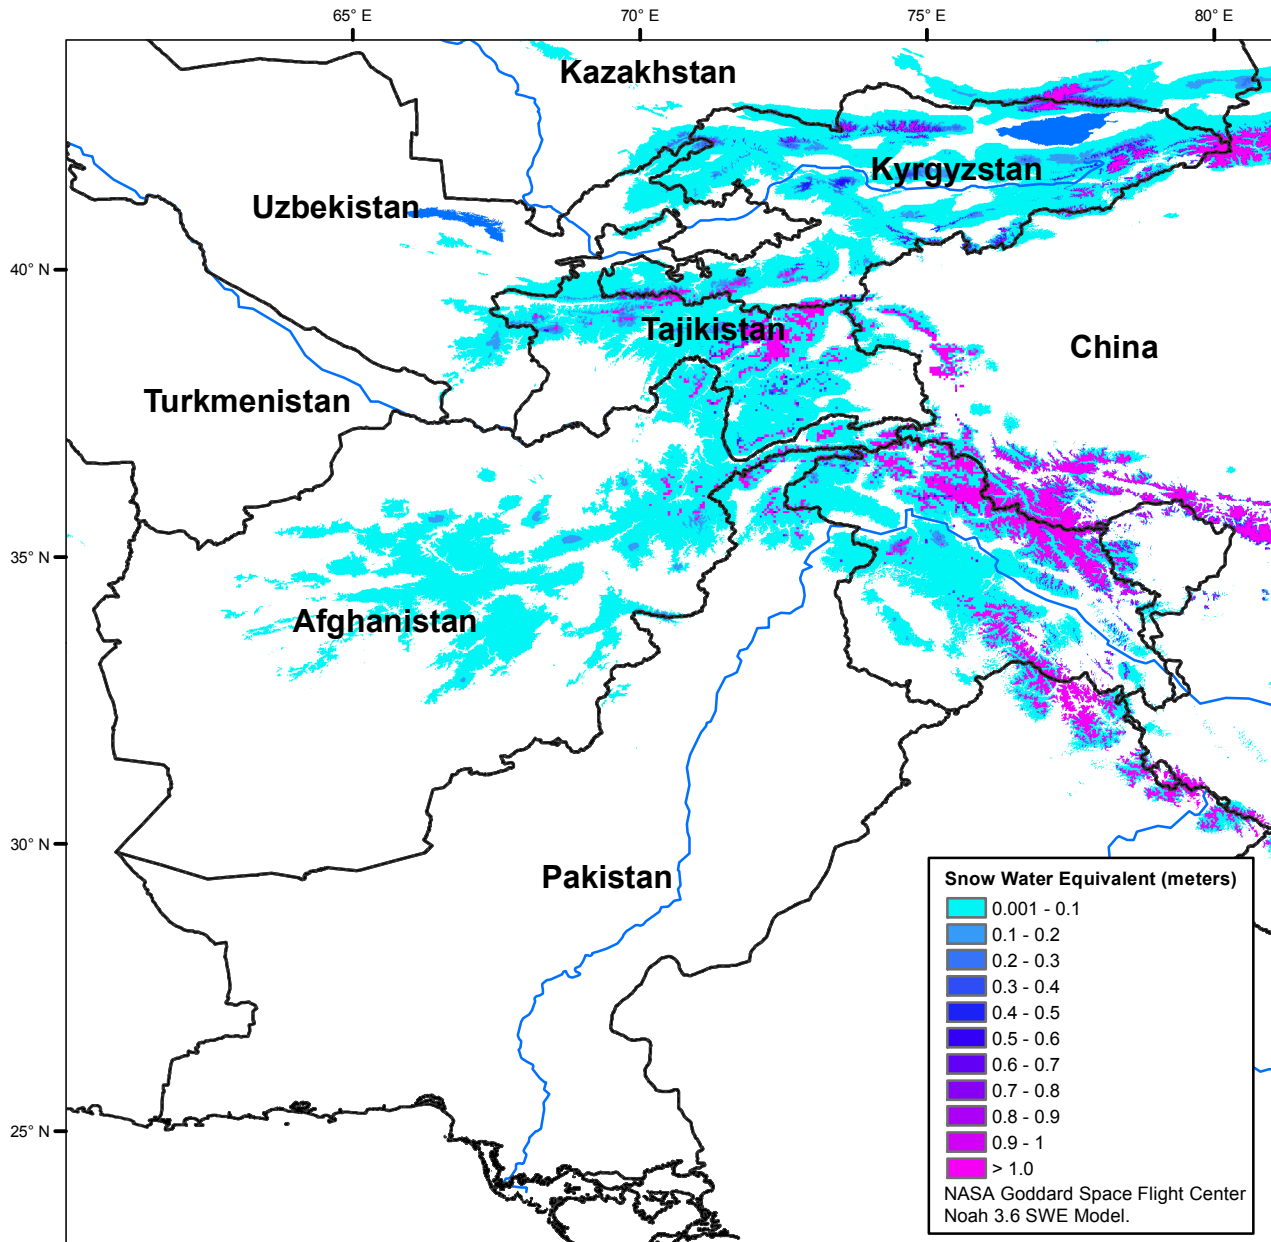 65° E
70° E
75° E
80° E
Kazakhstan
Kyrgyzstan
Uzbekistan
40° N
Tajikistan
China
Turkmenistan
35° N
Afghanistan
30° N
Pakistan
25° N
Snow Water Equivalent (meters)
0.001 - 0.1
0.1 - 0.2
0.2 - 0.3
0.3 - 0.4
0.4 - 0.5
0.5 - 0.6
0.6 - 0.7
0.7 - 0.8
0.8 - 0.9
0.9 - 1
> 1.0
NASA Goddard Space Flight Center
Noah 3.6 SWE Model.